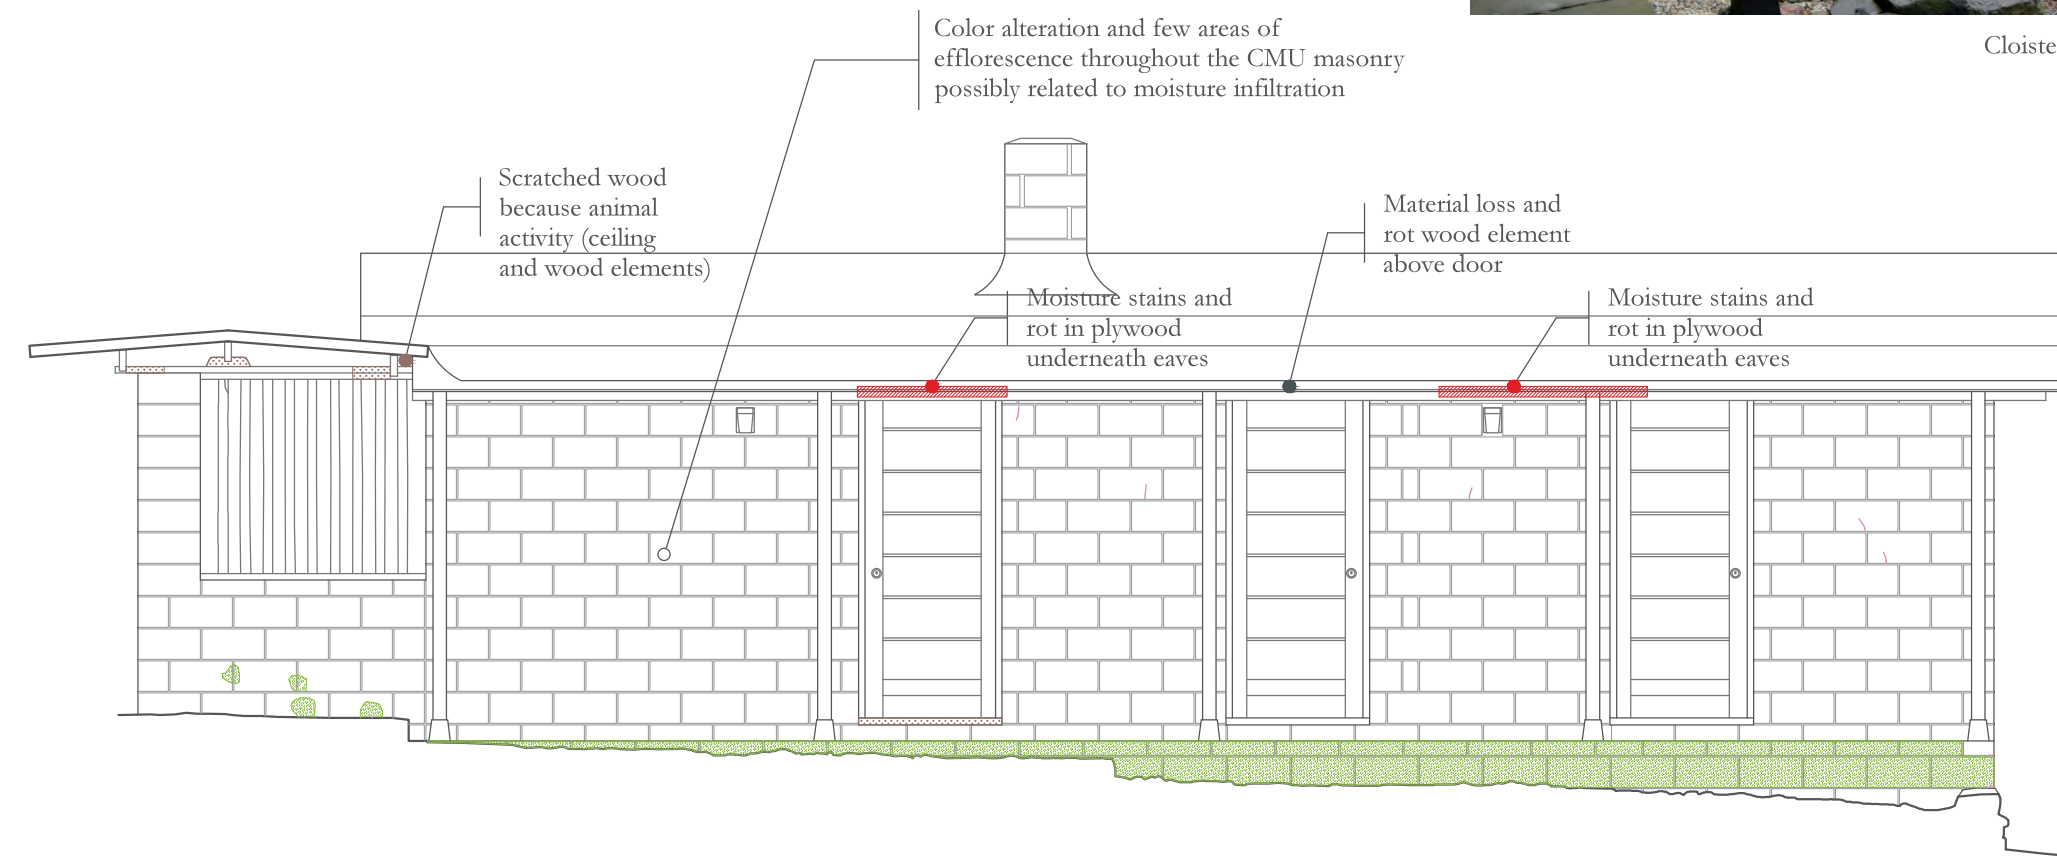 Color alteration and few areas of
efflorescence throughout the CMU masonry
possibly related to moisture infiltration
Cloiste
Scratched wood
because animal
activity (ceiling
and wood elements)
Material loss and
rot wood element
above door
Moisture stains and
rot in plywood
underneath eaves
Moisture stains and
rot in plywood
underneath eaves